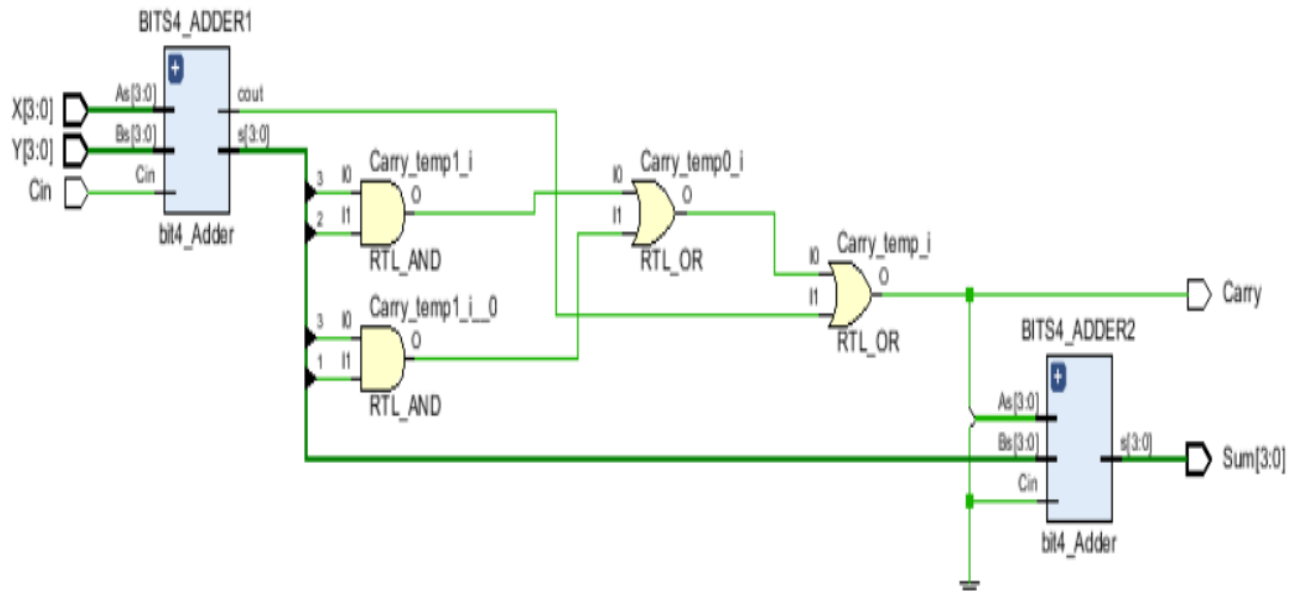 BITS4_ADDER1
X[3:0]
Y[3:0]
Cin
As[3:0]
Bs[3:0]
Cin
cout
s[3:0]
bit4_Adder
3
2
I0
I1
Carry_temp1_i
O
RTL_AND
3
1
I0
I1
Carry_temp1_i__0
O
RTL_AND
I0
I1
Carry_temp0_i
O
RTL_OR
I0
I1
Carry_temp_i
O
RTL_OR
Carry
BITS4_ADDER2
As[3:0]
Bs[3:0]
Cin
s[3:0]
Sum[3:0]
bit4_Adder